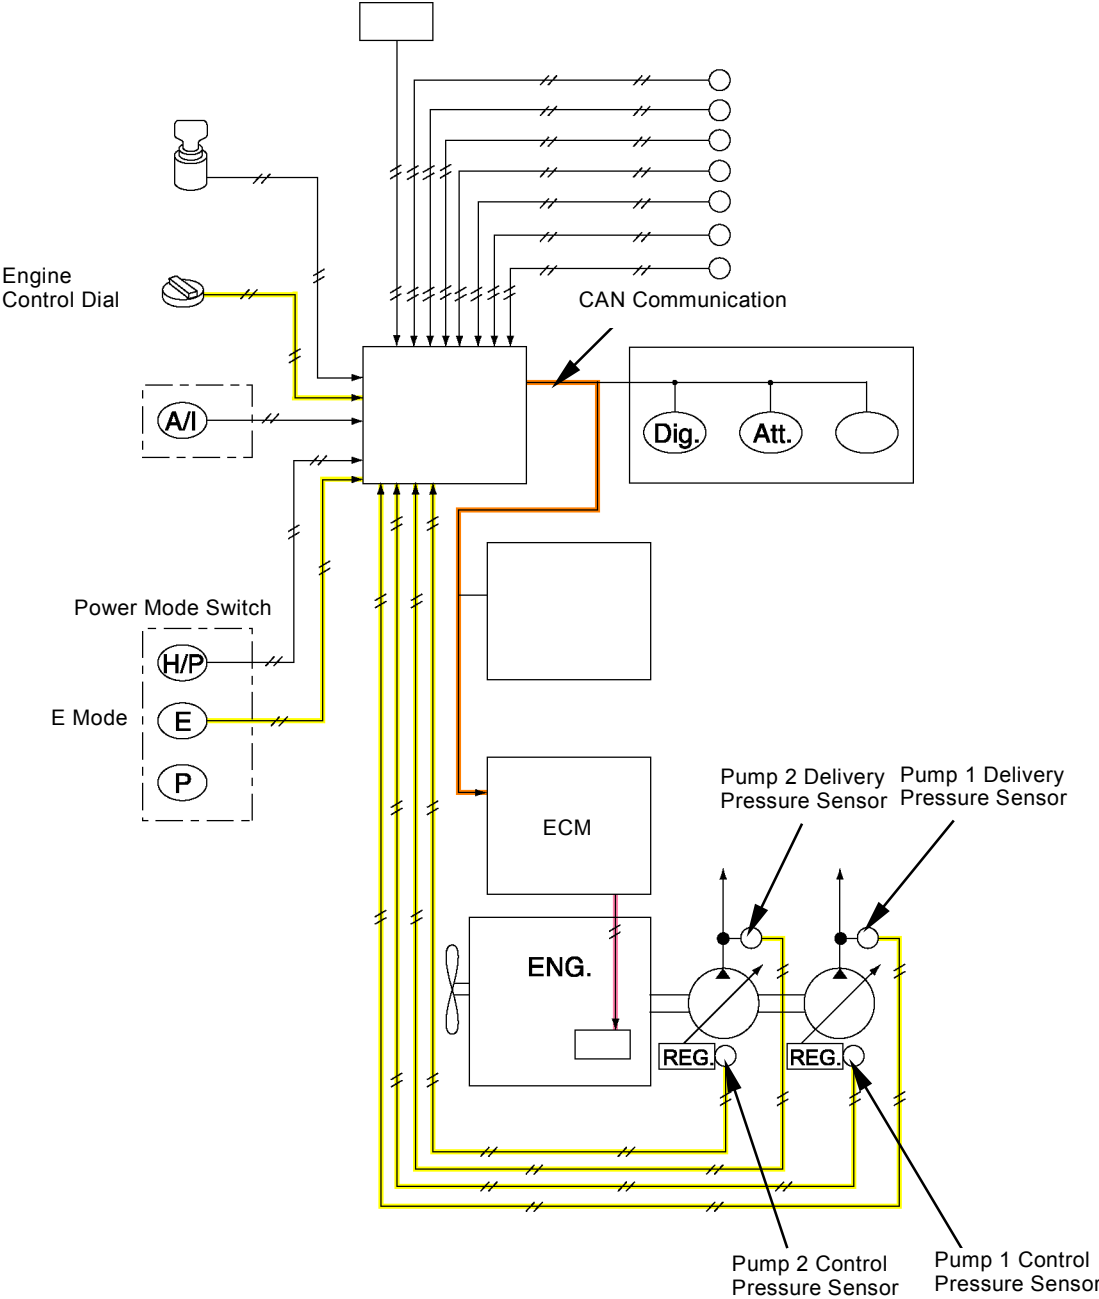 Engine
Control Dial
CAN Communication
A/I
Dig.
Att.
Power Mode Switch
H/P
E Mode
E
P
Pump 2 Delivery
Pressure Sensor
Pump 1 Delivery
Pressure Sensor
ECM
ENG.
REG.
REG.
Pump 2 Control
Pressure Sensor
Pump 1 Control
Pressure Sensor